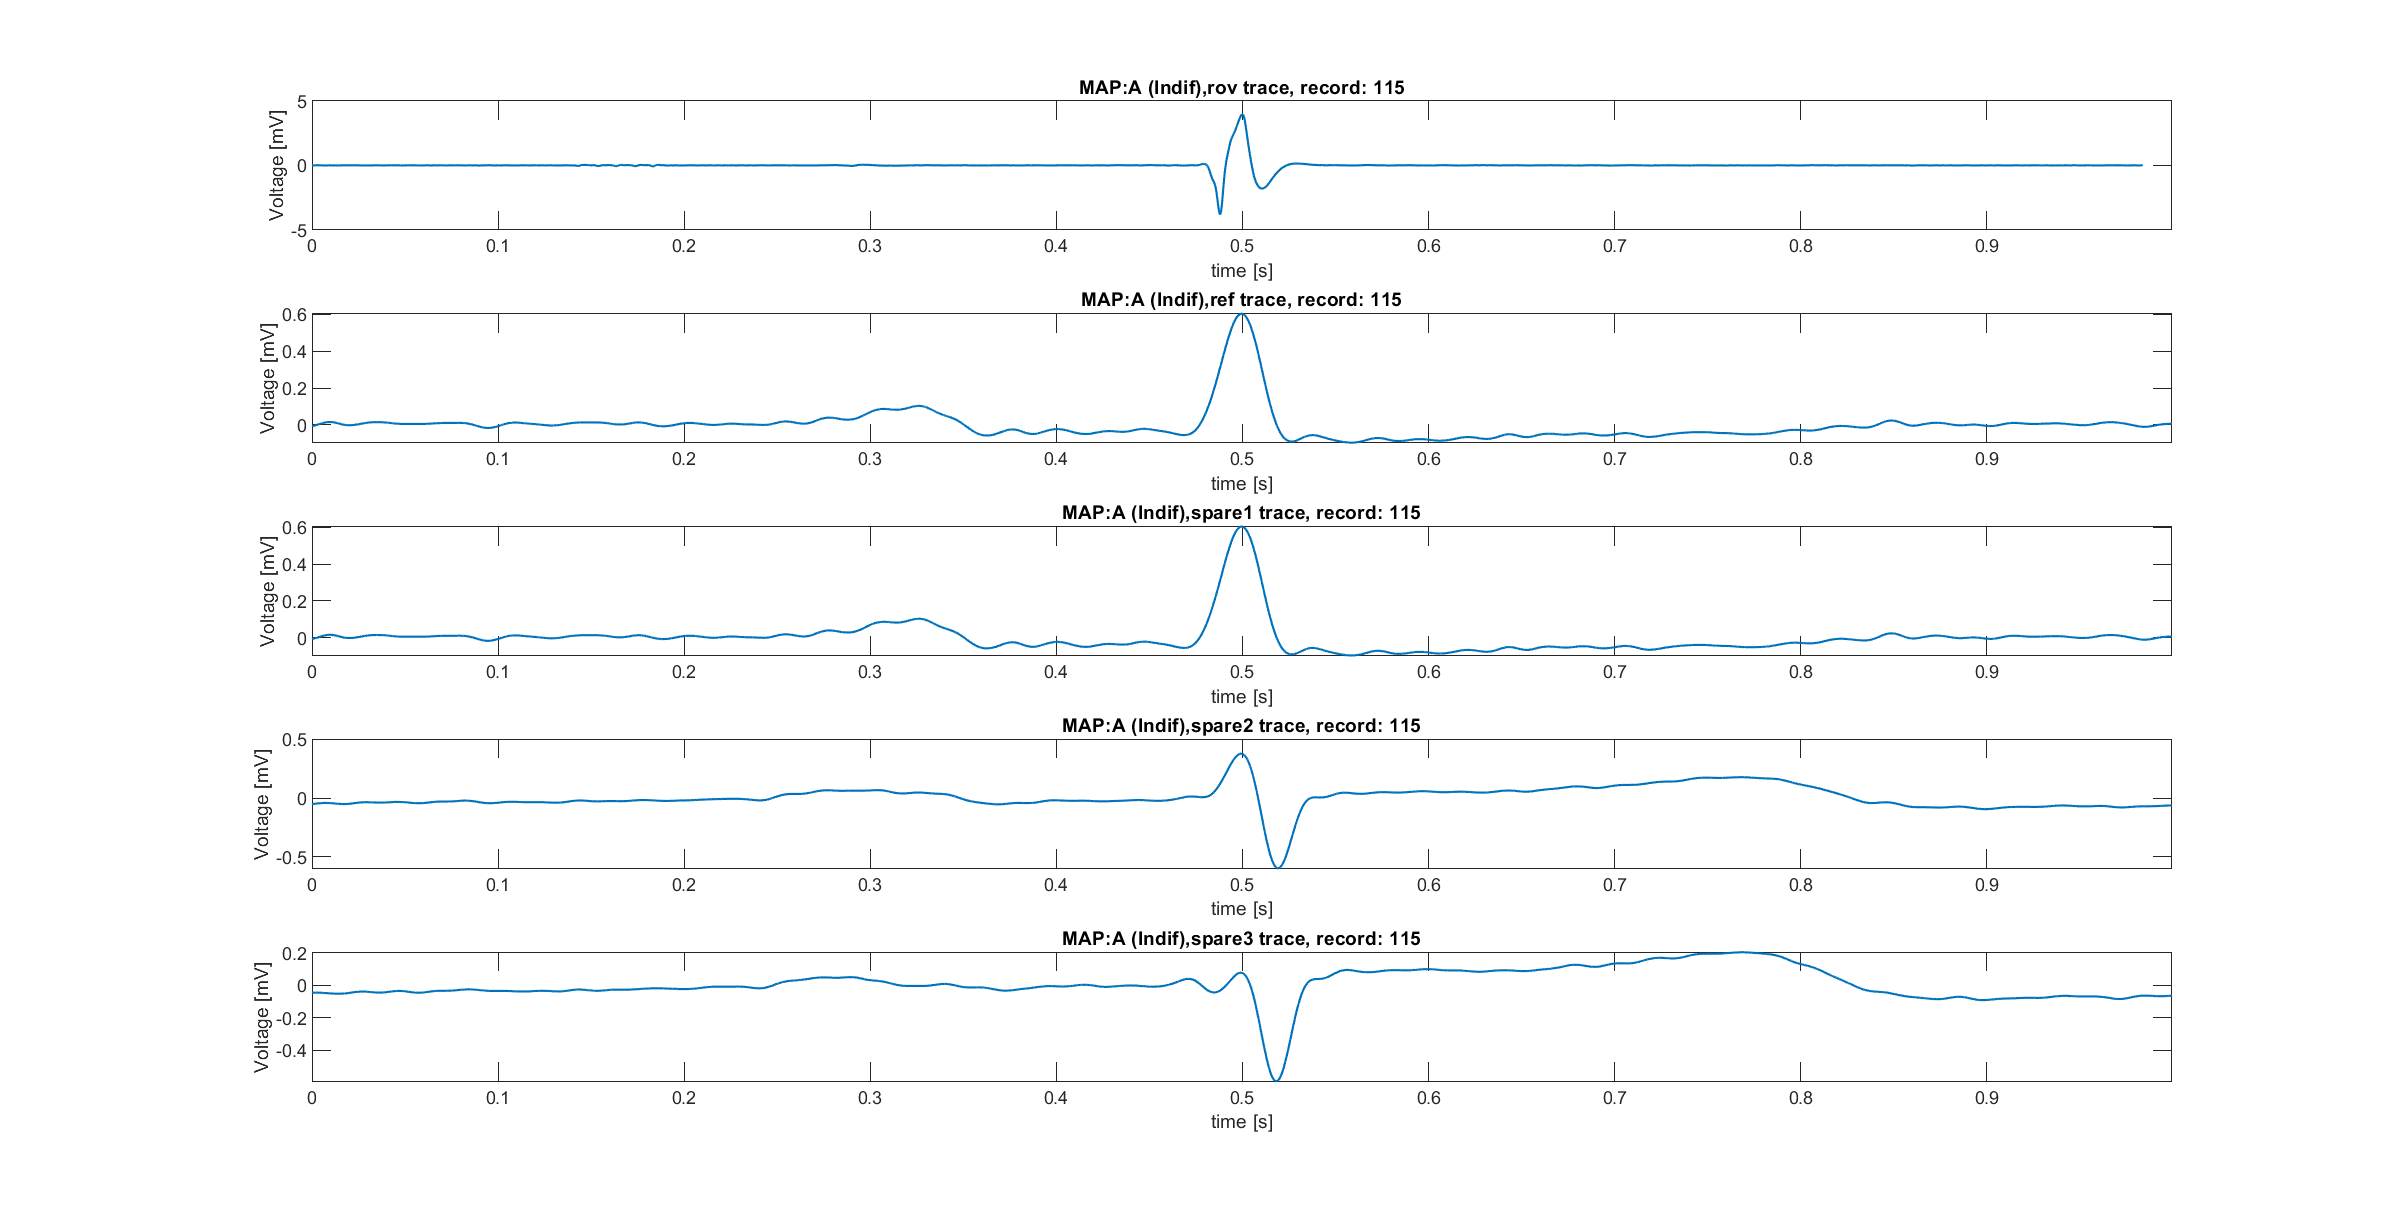 MAP:A (Indif),rov trace, record: 115
Voltage [mV]
5
0
-5
0 0.1 0.2 0.3 0.4 0.5 0.6 0.7 0.8 0.9
time [s]
MAP:A (Indif),ref trace, record: 115
Voltage [mV]
0.6
0.4
0.2
0
0 0.1 0.2 0.3 0.4 0.5 0.6 0.7 0.8 0.9
time [s]
MAP:A (Indif),spare1 trace, record: 115
Voltage [mV]
0.6
0.4
0.2
0
0 0.1 0.2 0.3 0.4 0.5 0.6 0.7 0.8 0.9
time [s]
MAP:A (Indif),spare2 trace, record: 115
Voltage [mV]
0.5
0
-0.5
0 0.1 0.2 0.3 0.4 0.5 0.6 0.7 0.8 0.9
time [s]
MAP:A (Indif),spare3 trace, record: 115
Voltage [mV]
0.2
0
-0.2
-0.4
0 0.1 0.2 0.3 0.4 0.5 0.6 0.7 0.8 0.9
time [s]